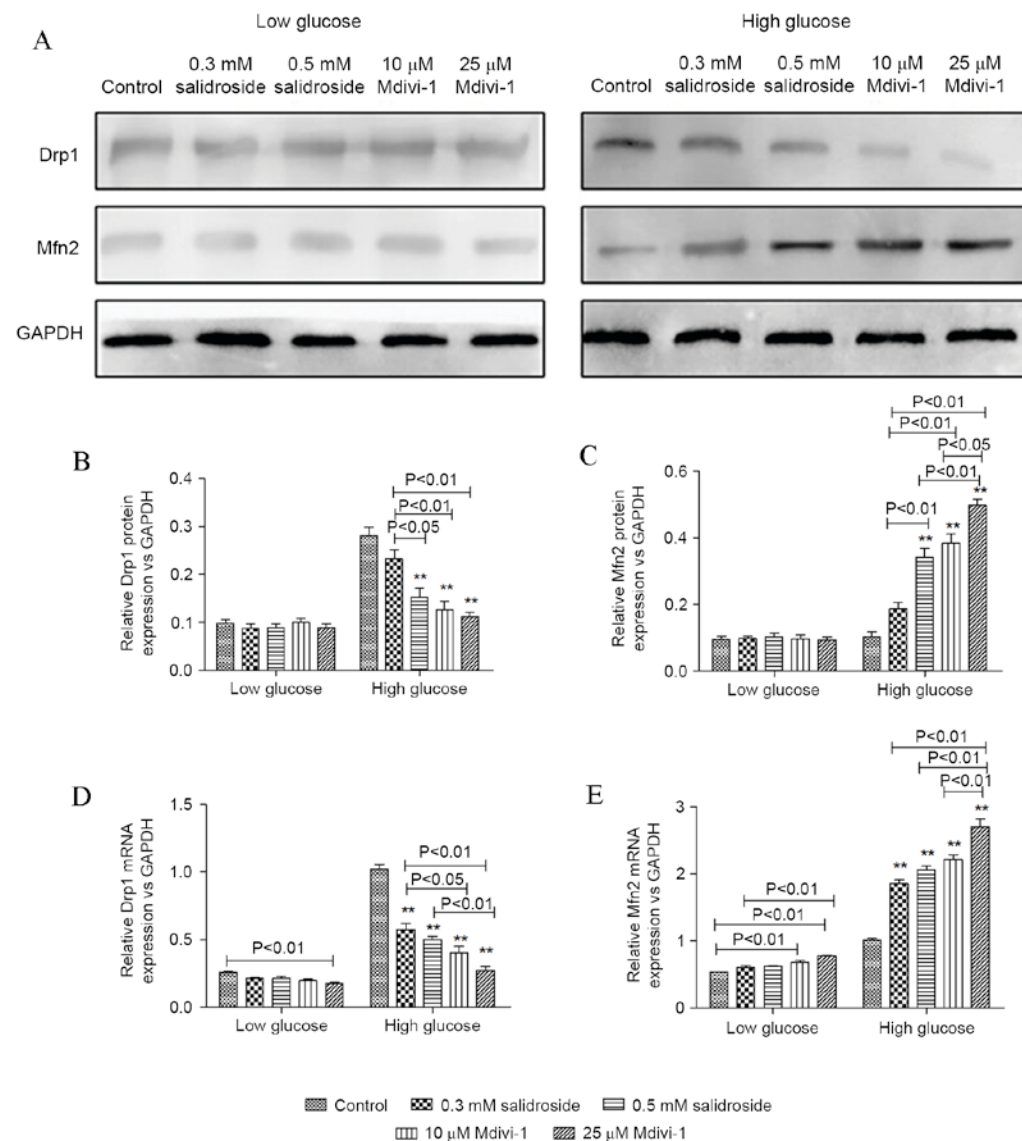 A
Low glucose
High glucose
Control 0.3 mM salidroside 0.5 mM salidroside 10 μM Mdivi-1 25 μM Mdivi-1
Control 0.3 mM salidroside 0.5 mM salidroside 10 μM Mdivi-1 25 μM Mdivi-1
Drp1
Mfn2
GAPDH
B
Relative Drp1 protein
expression vs GAPDH
0.4
0.3
0.2
0.1
0.0
P<0.01
P<0.01
P<0.05
** ** **
Low glucose High glucose
C
Relative Mfn2 protein
expression vs GAPDH
0.6
0.4
0.2
0.0
P<0.01
P<0.01
P<0.05
P<0.01
P<0.01
** ** **
Low glucose High glucose
D
Relative Drp1 mRNA
expression vs GAPDH
1.5
1.0
0.5
0.0
P<0.01
P<0.01
P<0.05
P<0.01
** ** ** **
Low glucose High glucose
E
Relative Mfn2 mRNA
expression vs GAPDH
3
2
1
0
P<0.01
P<0.01
P<0.01
P<0.01
P<0.01
P<0.01
** ** ** **
Low glucose High glucose
Control 0.3 mM salidroside 0.5 mM salidroside
10 μM Mdivi-1 25 μM Mdivi-1